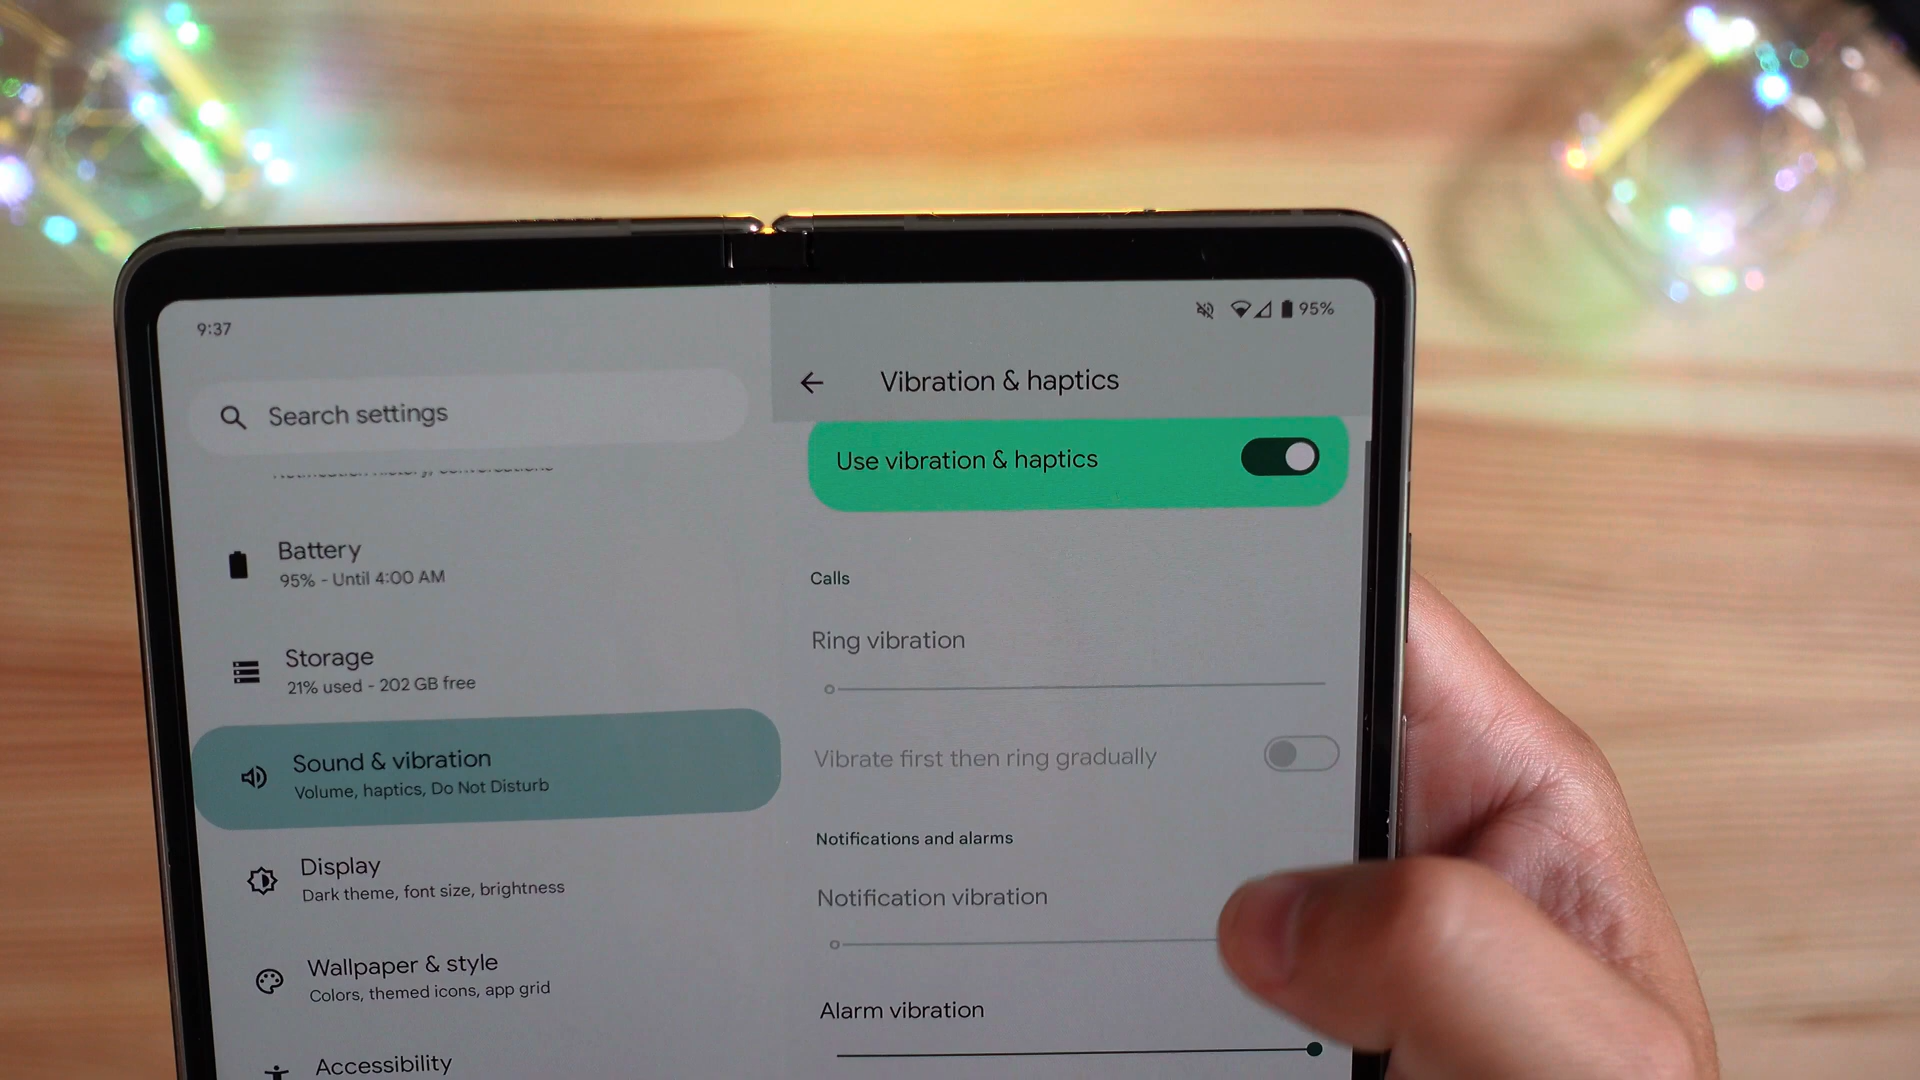 9:37
95%
Search settings
Battery
95% - Until 4:00 AM
Storage
21% used - 202 GB free
Sound & vibration
Volume, haptics, Do Not Disturb
Display
Dark theme, font size, brightness
Wallpaper & style
Colors, themed icons, app grid
Accessibility
Vibration & haptics
Use vibration & haptics
Calls
Ring vibration
Vibrate first then ring gradually
Notifications and alarms
Notification vibration
Alarm vibration